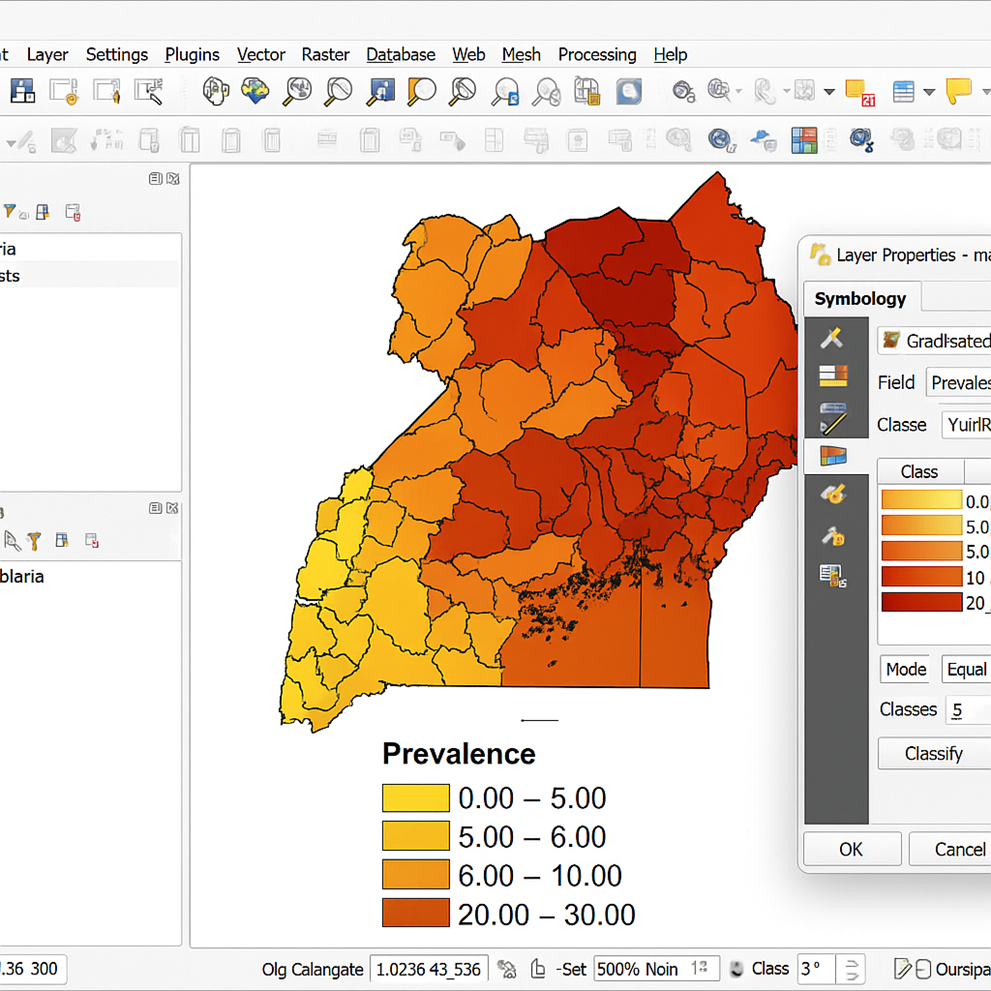 t Layer Settings Plugins Vector Raster Database Web Mesh Processing Help
21
ria
sts
blaria
Layer Properties - ma
Symbology
Field Prevales
Classe YuirlR
Class
0.0
5.0
5.0
10
20
Mode Equal
Classes 5
Classify
OK Cancel
Prevalence
0.00 – 5.00
5.00 – 6.00
6.00 – 10.00
20.00 – 30.00
.36 300 Olg Calangate 1.0236 43_536 -Set 500% Noin Class 3° Oursipa